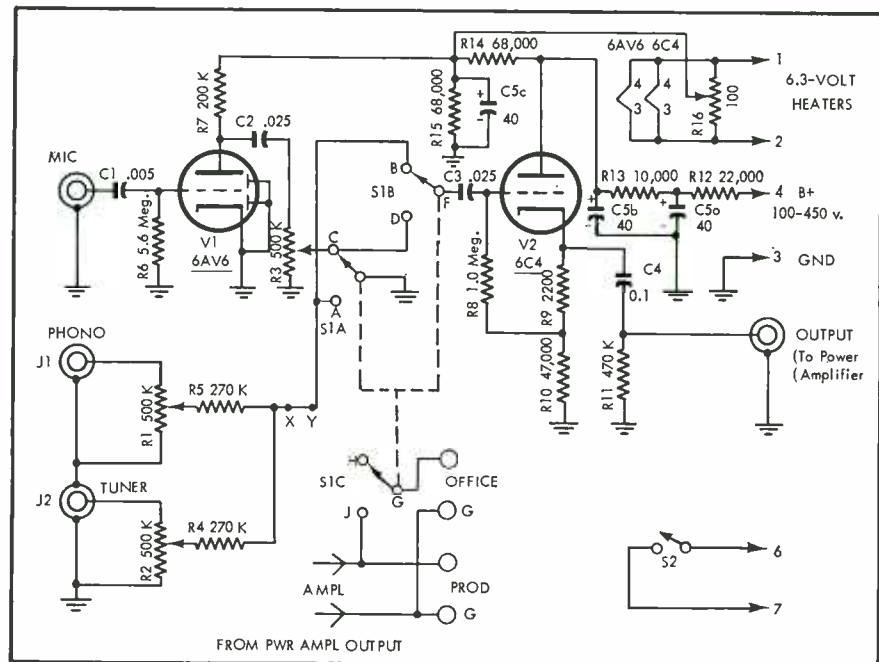 R14 68,000
6AV6 6C4
1
R7 200 K
C2 .025
R15 68,000
C5c
40
4
3
4
3
R16
100
6.3-VOLT
HEATERS
2
MIC
C1 .005
B
S1B
C3 .025
F
D
R13 10,000
R12 22,000
4 B+
100-450 v.
C5b
40
C5a
40
R6 5.6 Meg.
V1
6AV6
R3 500 K
C
A
S1A
V2
6C4
R8 1.0 Meg.
R9 2200
C4
0.1
3 GND
PHONO
J1
R1 500 K
R5 270 K
X Y
R10 47,000
R11 470 K
OUTPUT
(To Power
(Amplifier
J2
TUNER
R2 500 K
R4 270 K
S1C
H
G
OFFICE
J
G
AMPL
PROD
G
S2
6
7
FROM PWR AMPL OUTPUT